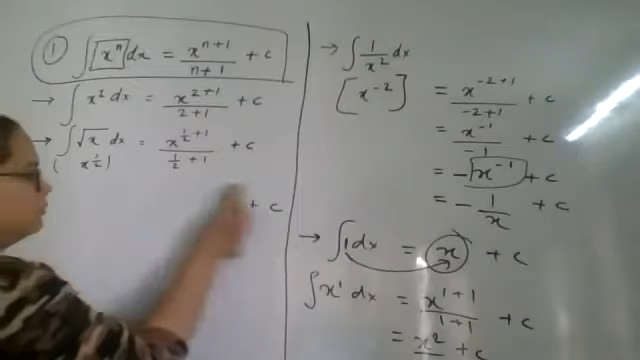 ① ∫ x^n dx = x^(n+1)/(n+1) + c
→ ∫ x² dx = x^(2+1)/(2+1) + c
→ ∫ √x dx = x^(1/2+1)/(1/2+1) + c
( x^(1/2) )
+ c
→ ∫ 1/x² dx
[x^(-2)] = x^(-2+1)/(-2+1) + c
= x^(-1)/(-1) + c
= - x^(-1) + c
= - 1/x + c
→ ∫ 1 dx = x + c
∫ x¹ dx = x^(1+1)/(1+1) + c
= x² + c